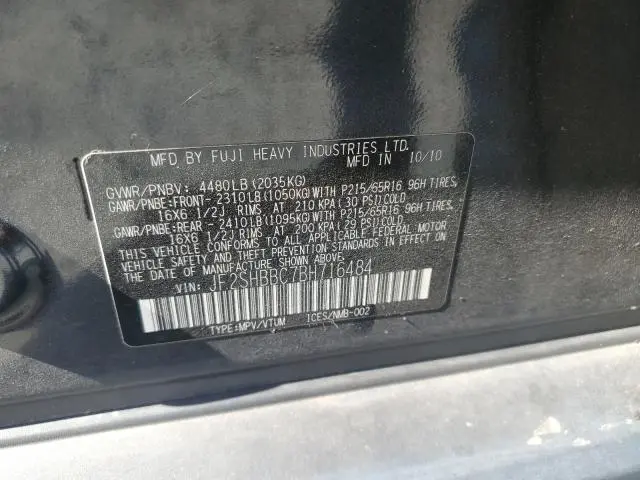 MFD. BY FUJI HEAVY INDUSTRIES LTD.
MFD IN 10/10
GVWR/PNBV: 4480LB (2035KG)
GAWR/PNBE:FRONT- 2310LB(1050KG)WITH P215/65R16 96H TIRES,
16X6 1/2J RIMS AT 210 KPA(30 PSI)COLD
GAWR/PNBE:REAR - 2410LB(1095KG)WITH P215/65R16 96H TIRES,
16X6 1/2J RIMS AT 200 KPA(29 PSI)COLD
THIS VEHICLE CONFORMS TO ALL APPLICABLE FEDERAL MOTOR
VEHICLE SAFETY STANDARDS IN EFFECT ON THE DATE OF
MANUFACTURE SHOWN ABOVE.
VIN: JF2SHBBC7BH716484
TYPE:MPV/VTUM ICES/NMB-002